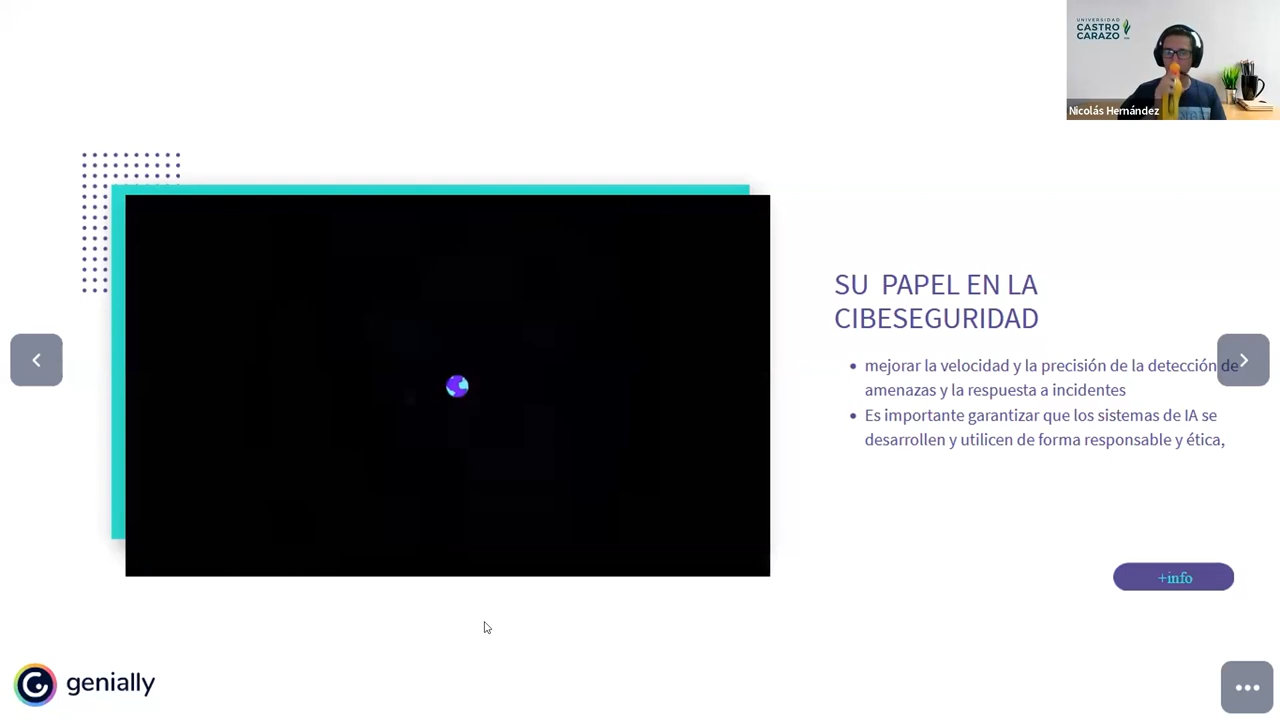 UNIVERSIDAD
CASTRO
CARAZO
Nicolás Hernández
SU PAPEL EN LA
CIBESEGURIDAD
mejorar la velocidad y la precisión de la detección de
amenazas y la respuesta a incidentes
Es importante garantizar que los sistemas de IA se
desarrollen y utilicen de forma responsable y ética,
+info
genially